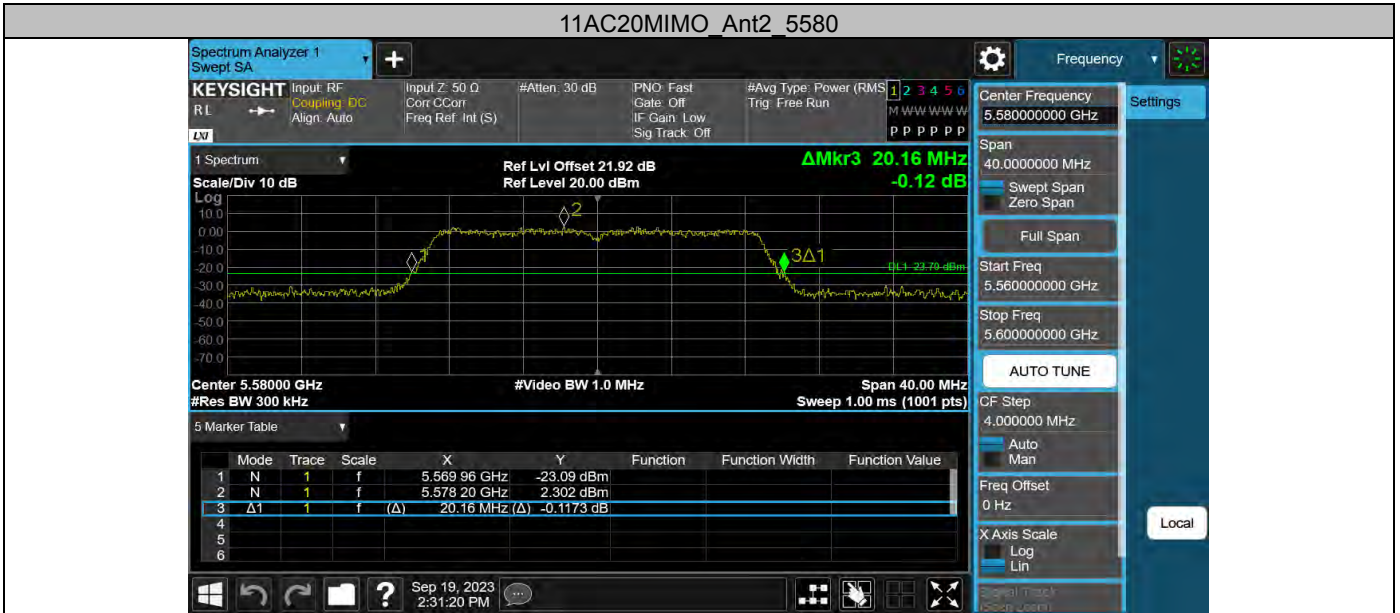 11AC20MIMO_Ant2_5580
Spectrum Analyzer 1
Swept SA
+
Frequency
KEYSIGHT
RL
LXI
Input: RF
Coupling: DC
Align: Auto
Input Z: 50 Ω
Corr CCorr
Freq Ref: Int (S)
#Atten: 30 dB
PNO: Fast
Gate: Off
IF Gain: Low
Sig Track: Off
#Avg Type: Power (RMS
Trig: Free Run
1 2 3 4 5 6
M W W W W W
P P P P P P
1 Spectrum
Scale/Div 10 dB
Ref Lvl Offset 21.92 dB
Ref Level 20.00 dBm
ΔMkr3 20.16 MHz
-0.12 dB
Log
10.0
0.00
-10.0
-20.0
-30.0
-40.0
-50.0
-60.0
-70.0
1
2
3Δ1
DL1 -23.70 dBm
Center 5.58000 GHz
#Res BW 300 kHz
#Video BW 1.0 MHz
Span 40.00 MHz
Sweep 1.00 ms (1001 pts)
5 Marker Table
Mode Trace Scale X Y Function Function Width Function Value
1 N 1 f 5.569 96 GHz -23.09 dBm
2 N 1 f 5.578 20 GHz 2.302 dBm
3 Δ1 1 f (Δ) 20.16 MHz (Δ) -0.1173 dB
4
5
6
?
Sep 19, 2023
2:31:20 PM
Center Frequency
5.580000000 GHz
Settings
Span
40.0000000 MHz
Swept Span
Zero Span
Full Span
Start Freq
5.560000000 GHz
Stop Freq
5.600000000 GHz
AUTO TUNE
CF Step
4.000000 MHz
Auto
Man
Freq Offset
0 Hz
X Axis Scale
Log
Lin
Local
Signal Track
(Span Zoom)